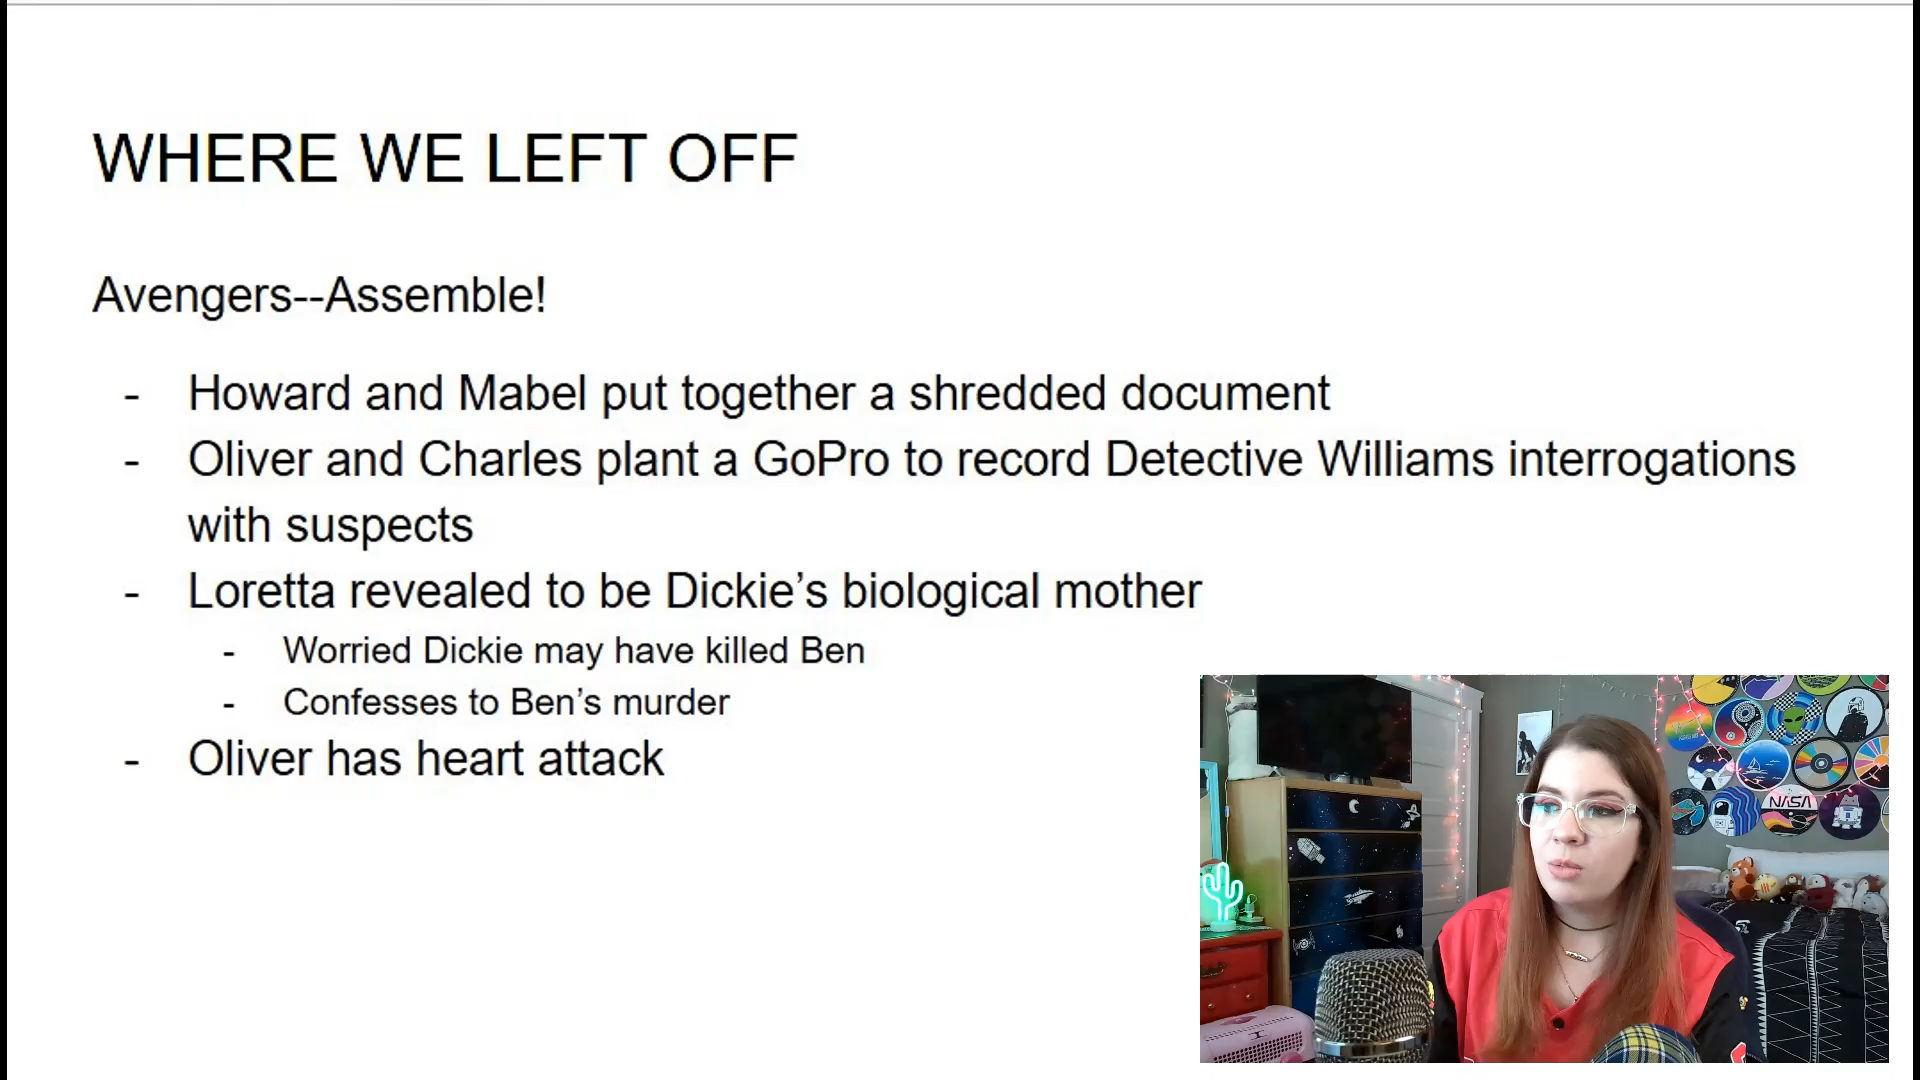 WHERE WE LEFT OFF
Avengers--Assemble!
- Howard and Mabel put together a shredded document
- Oliver and Charles plant a GoPro to record Detective Williams interrogations
with suspects
- Loretta revealed to be Dickie’s biological mother
- Worried Dickie may have killed Ben
- Confesses to Ben’s murder
- Oliver has heart attack
NASA